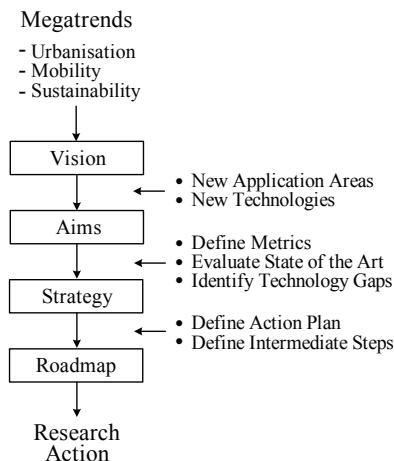 Megatrends
- Urbanisation
- Mobility
- Sustainability
Vision
• New Application Areas
• New Technologies
Aims
• Define Metrics
• Evaluate State of the Art
• Identify Technology Gaps
Strategy
• Define Action Plan
• Define Intermediate Steps
Roadmap
Research
Action